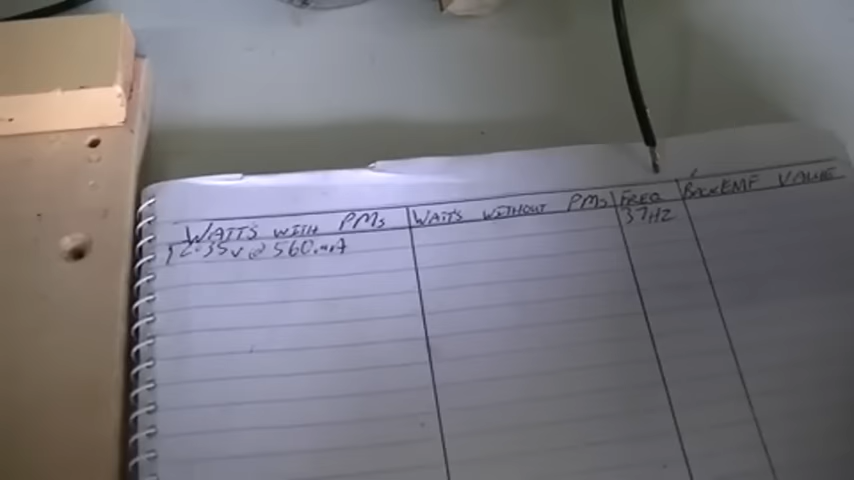 WATTS WITH PMs WATTS WITHOUT PMs FREQ BACKEMF VALUE
12.35v @ 560mA 37HZ